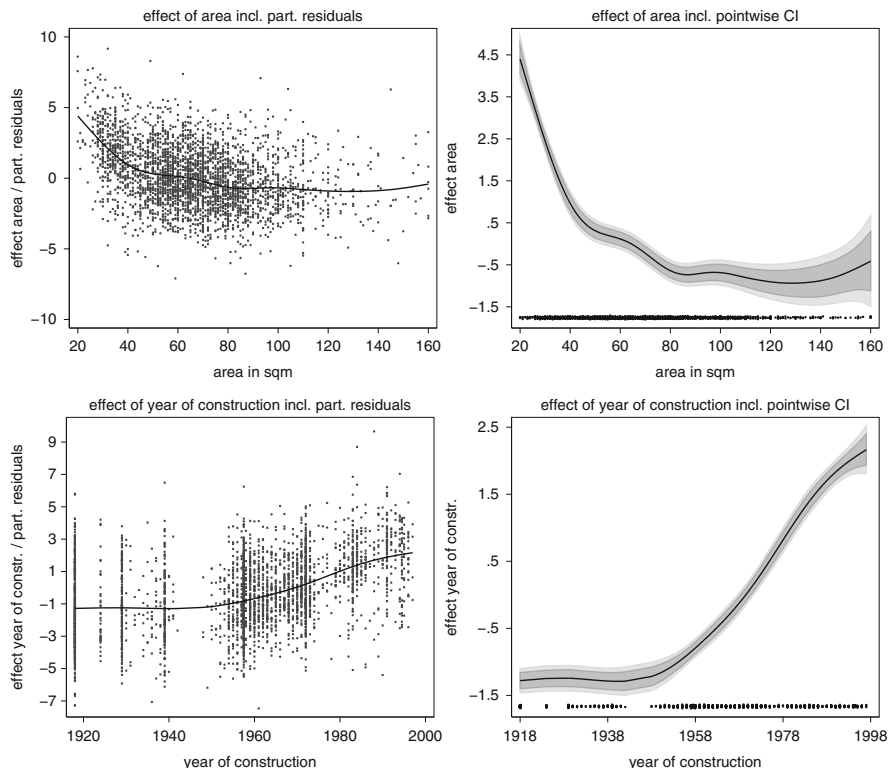 effect of area incl. part. residuals
effect area / part. residuals
10
5
0
−5
−10
20 40 60 80 100 120 140 160
area in sqm
effect of area incl. pointwise CI
effect area
4.5
3.5
2.5
1.5
.5
−.5
−1.5
20 40 60 80 100 120 140 160
area in sqm
effect of year of construction incl. part. residuals
effect year of constr. / part. residuals
9
7
5
3
1
−1
−3
−5
−7
1920 1940 1960 1980 2000
year of construction
effect of year of construction incl. pointwise CI
effect year of constr.
2.5
1.5
.5
−.5
−1.5
1918 1938 1958 1978 1998
year of construction